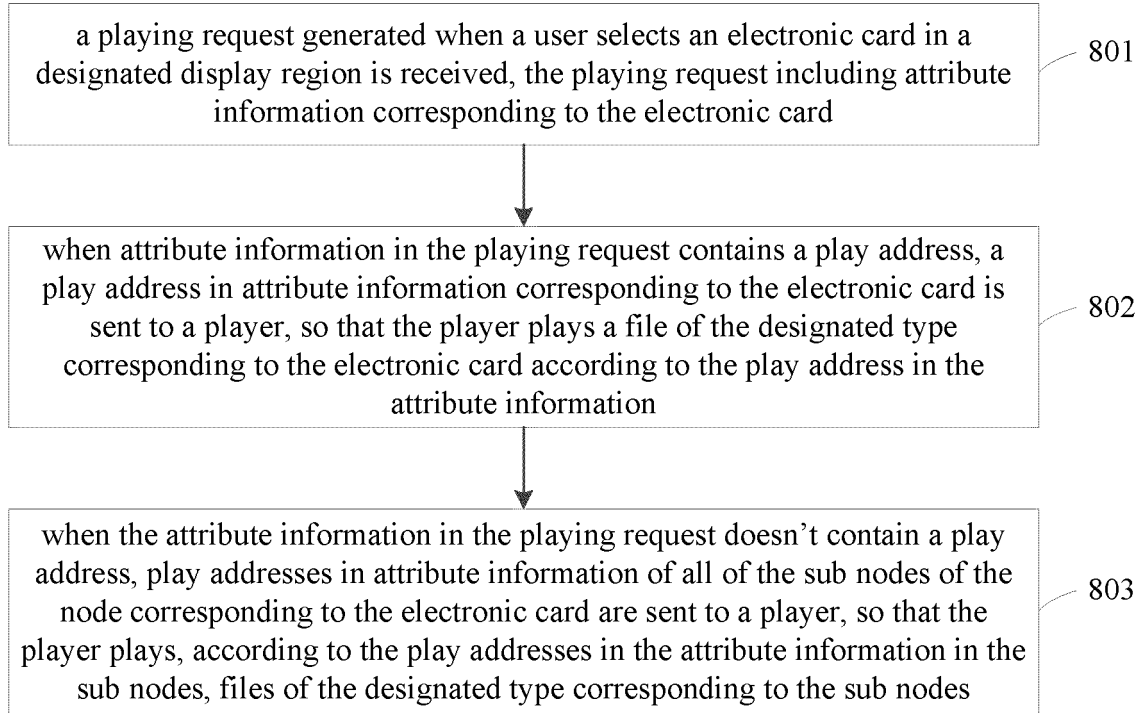 a playing request generated when a user selects an electronic card in a
designated display region is received, the playing request including attribute
information corresponding to the electronic card
801
when attribute information in the playing request contains a play address, a
play address in attribute information corresponding to the electronic card is
sent to a player, so that the player plays a file of the designated type
corresponding to the electronic card according to the play address in the
attribute information
802
when the attribute information in the playing request doesn’t contain a play
address, play addresses in attribute information of all of the sub nodes of the
node corresponding to the electronic card are sent to a player, so that the
player plays, according to the play addresses in the attribute information in the
sub nodes, files of the designated type corresponding to the sub nodes
803